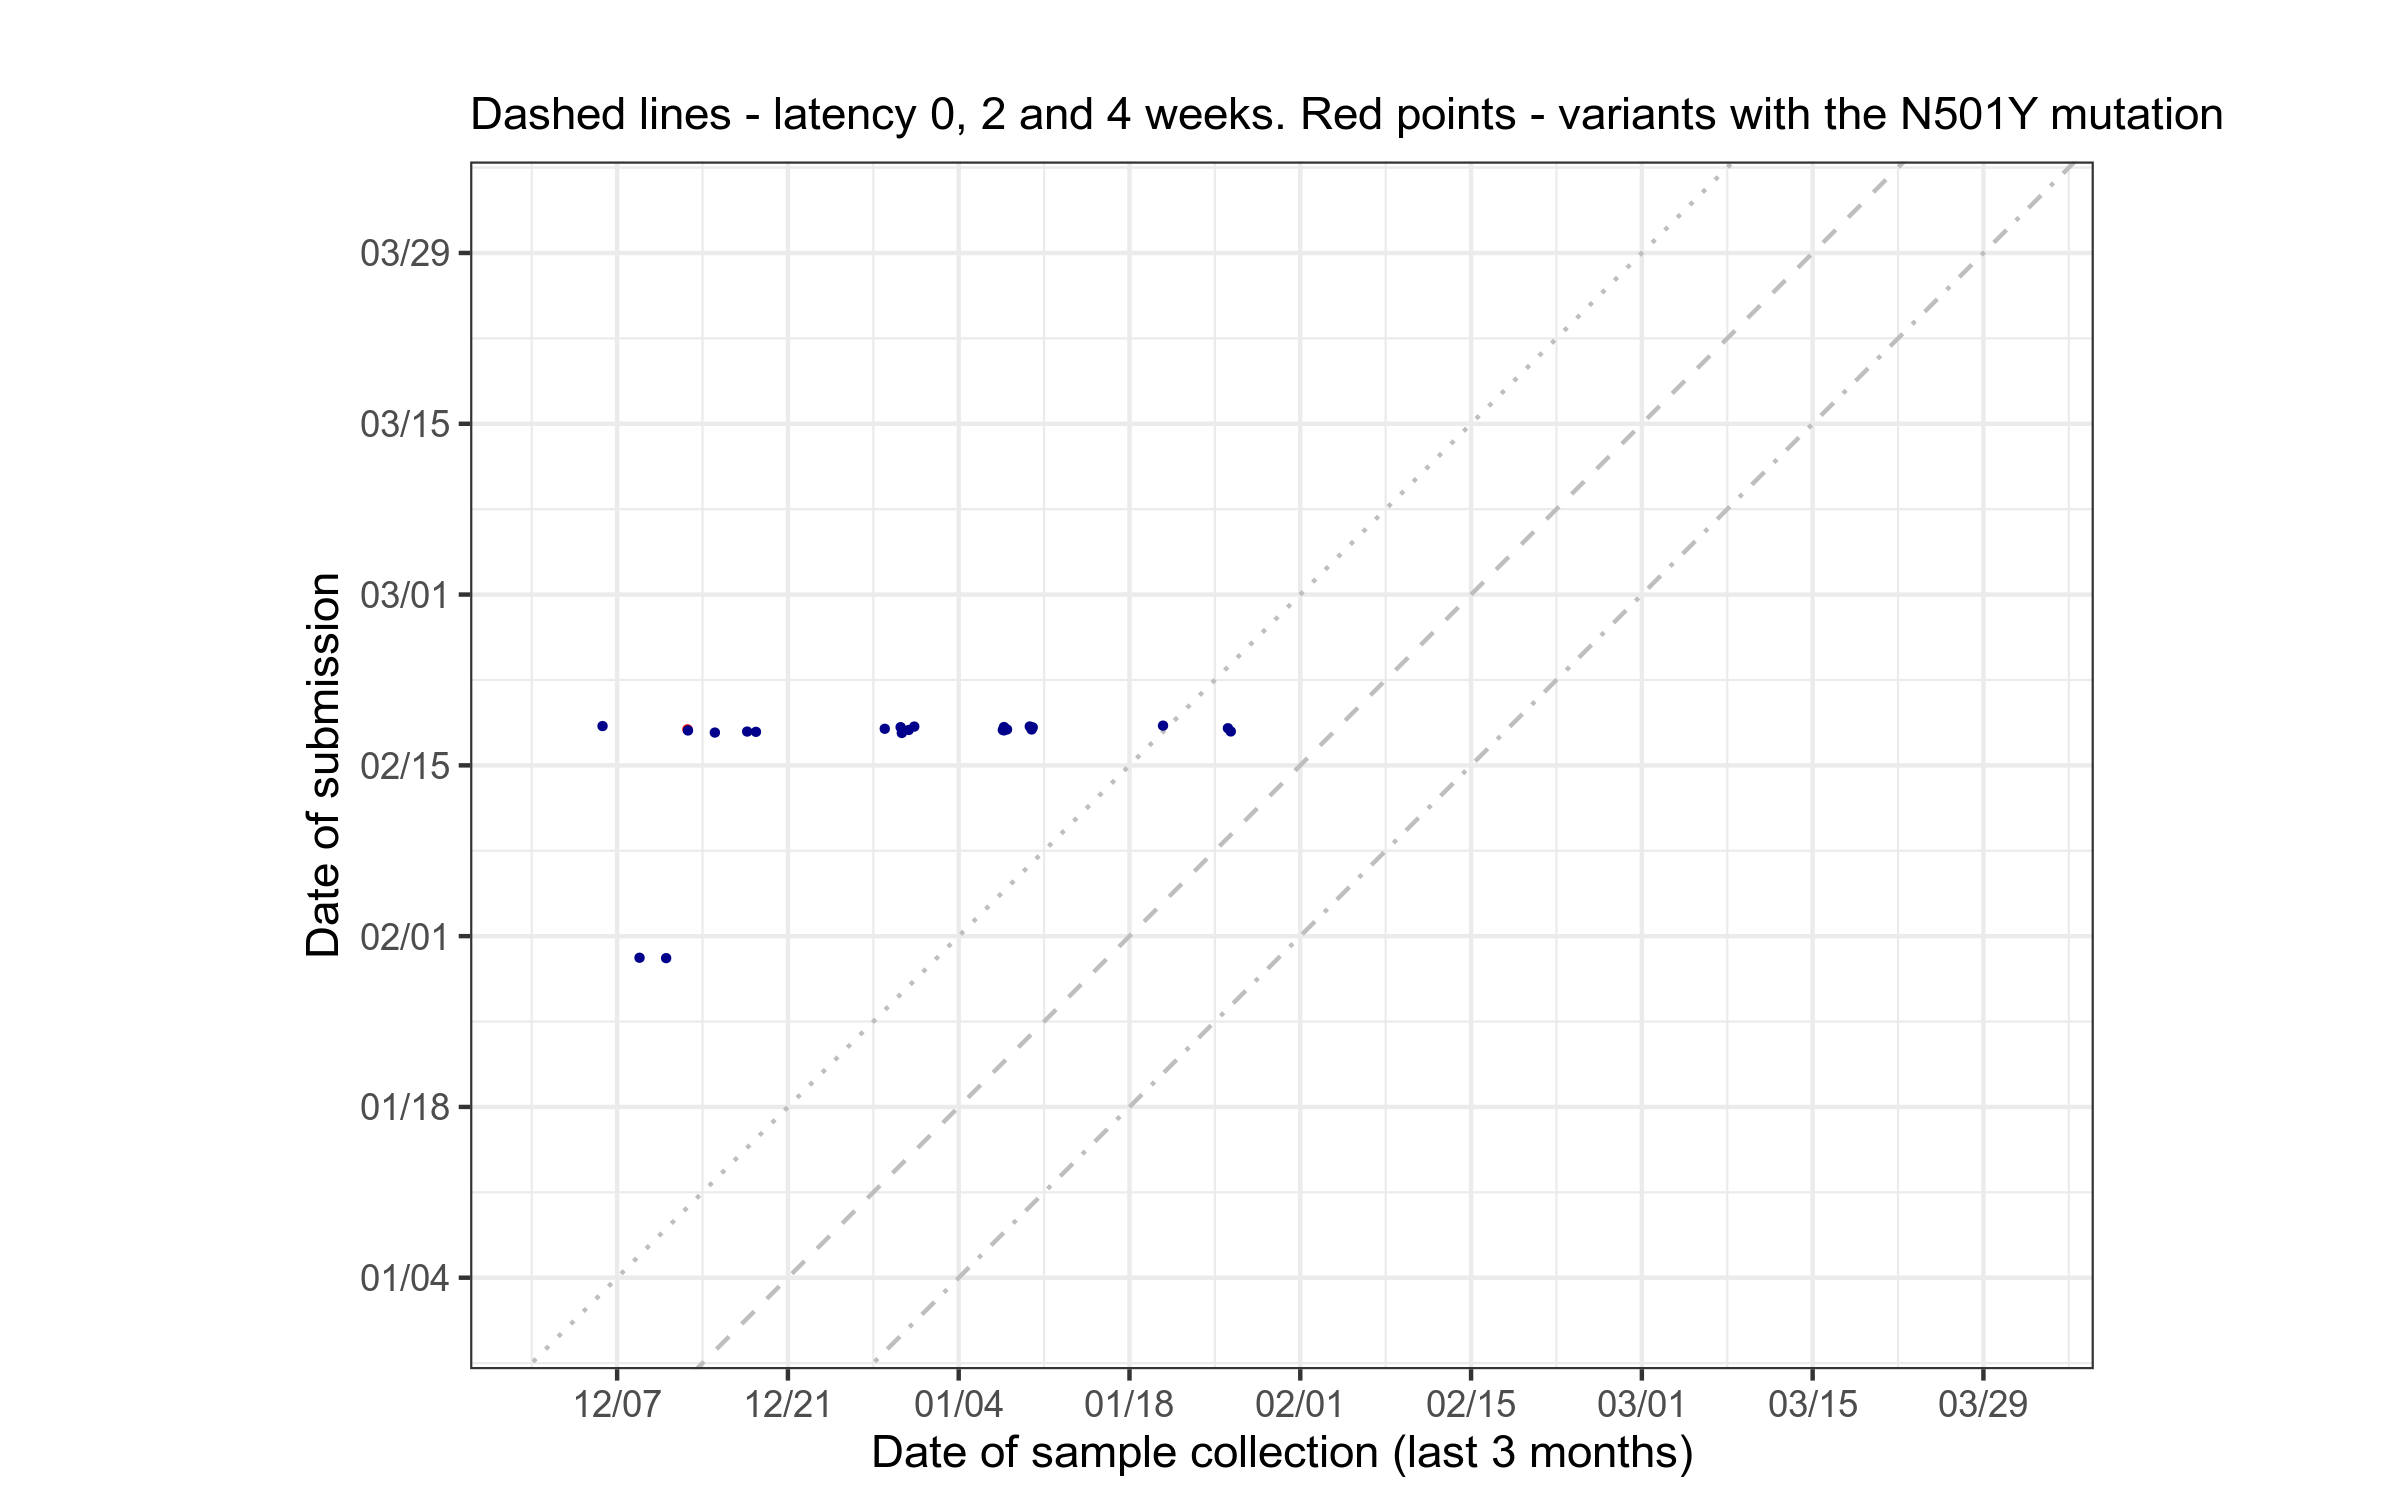 Dashed lines - latency 0, 2 and 4 weeks. Red points - variants with the N501Y mutation
Date of submission
03/29
03/15
03/01
02/15
02/01
01/18
01/04
12/07 12/21 01/04 01/18 02/01 02/15 03/01 03/15 03/29
Date of sample collection (last 3 months)